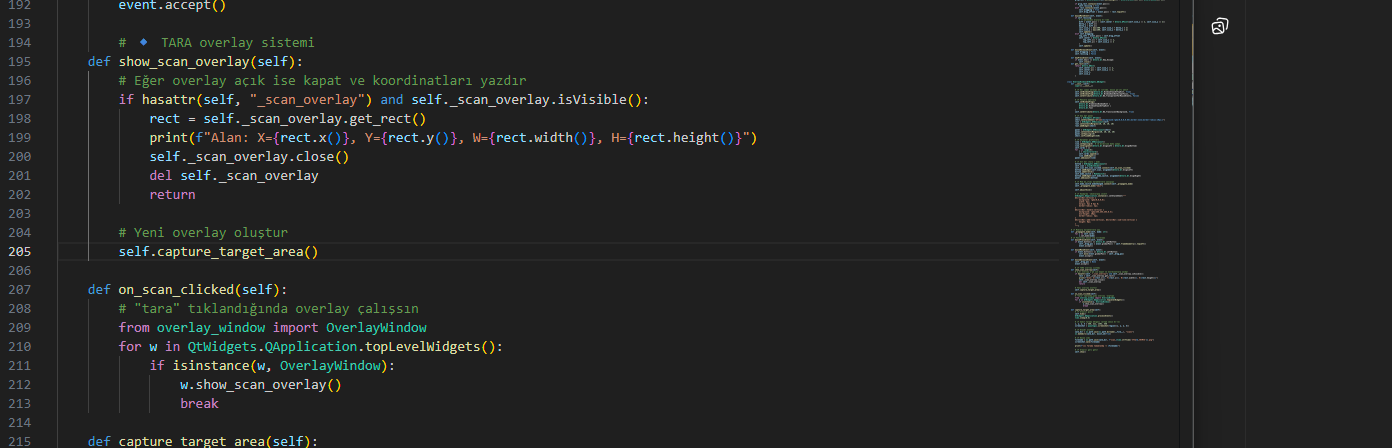 192 event.accept()
193
194 # 🔹 TARA overlay sistemi
195 def show_scan_overlay(self):
196 # Eğer overlay açık ise kapat ve koordinatları yazdır
197 if hasattr(self, "_scan_overlay") and self._scan_overlay.isVisible():
198 rect = self._scan_overlay.get_rect()
199 print(f"Alan: X={rect.x()}, Y={rect.y()}, W={rect.width()}, H={rect.height()}")
200 self._scan_overlay.close()
201 del self._scan_overlay
202 return
203
204 # Yeni overlay oluştur
205 self.capture_target_area()
206
207 def on_scan_clicked(self):
208 # "tara" tıklandığında overlay çalışsın
209 from overlay_window import OverlayWindow
210 for w in QtWidgets.QApplication.topLevelWidgets():
211 if isinstance(w, OverlayWindow):
212 w.show_scan_overlay()
213 break
214
215 def capture_target_area(self):